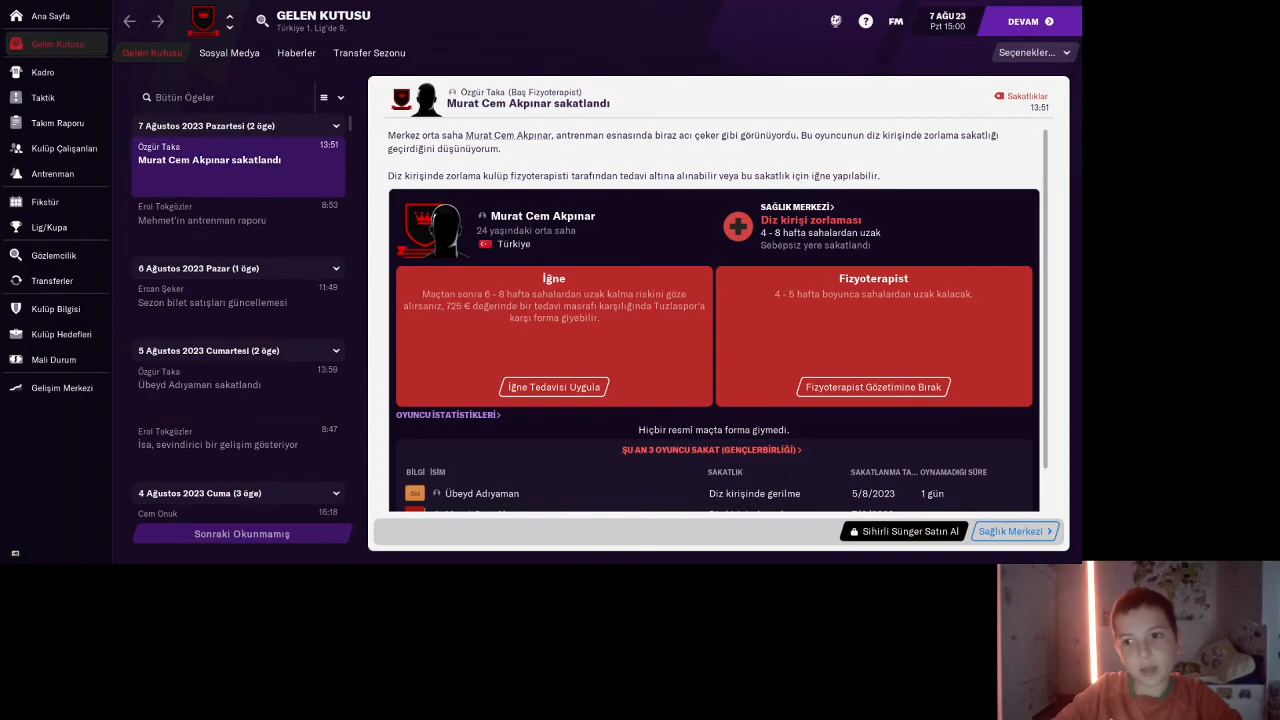 Ana Sayfa
Gelen Kutusu
Kadro
Taktik
Takım Raporu
Kulüp Çalışanları
Antrenman
Fikstür
Lig/Kupa
Gözlemcilik
Transferler
Kulüp Bilgisi
Kulüp Hedefleri
Mali Durum
Gelişim Merkezi
GELEN KUTUSU
Türkiye 1. Lig'de 9.
?
FM
7 AĞU 23
Pzt 15:00
DEVAM
Gelen Kutusu
Sosyal Medya
Haberler
Transfer Sezonu
Seçenekler...
Bütün Ögeler
7 Ağustos 2023 Pazartesi (2 öge)
Özgür Taka
13:51
Murat Cem Akpınar sakatlandı
Erol Tokgözler
8:53
Mehmet'in antrenman raporu
6 Ağustos 2023 Pazar (1 öge)
Ercan Şeker
11:49
Sezon bilet satışları güncellemesi
5 Ağustos 2023 Cumartesi (2 öge)
Özgür Taka
13:59
Übeyd Adıyaman sakatlandı
Erol Tokgözler
8:47
İsa, sevindirici bir gelişim gösteriyor
4 Ağustos 2023 Cuma (3 öge)
Cem Onuk
16:18
Sonraki Okunmamış
Özgür Taka (Baş Fizyoterapist)
Murat Cem Akpınar sakatlandı
Sakatlıklar
13:51
Merkez orta saha Murat Cem Akpınar, antrenman esnasında biraz acı çeker gibi görünüyordu. Bu oyuncunun diz kirişinde zorlama sakatlığı
geçirdiğini düşünüyorum.
Diz kirişinde zorlama kulüp fizyoterapisti tarafından tedavi altına alınabilir veya bu sakatlık için iğne yapılabilir.
Murat Cem Akpınar
24 yaşındaki orta saha
Türkiye
SAĞLIK MERKEZİ>
Diz kirişi zorlaması
4 - 8 hafta sahalardan uzak
Sebepsiz yere sakatlandı
İğne
Maçtan sonra 6 - 8 hafta sahalardan uzak kalma riskini göze
alırsanız, 725 € değerinde bir tedavi masrafı karşılığında Tuzlaspor'a
karşı forma giyebilir.
İğne Tedavisi Uygula
Fizyoterapist
4 - 5 hafta boyunca sahalardan uzak kalacak.
Fizyoterapist Gözetimine Bırak
OYUNCU İSTATİSTİKLERİ>
Hiçbir resmî maçta forma giymedi.
ŞU AN 3 OYUNCU SAKAT (GENÇLERBİRLİĞİ) >
BİLGİ İSİM
SAKATLIK
SAKATLANMA TA...
OYNAMADIĞI SÜRE
Skt
Übeyd Adıyaman
Diz kirişinde gerilme
5/8/2023
1 gün
Sihirli Sünger Satın Al
Sağlık Merkezi >